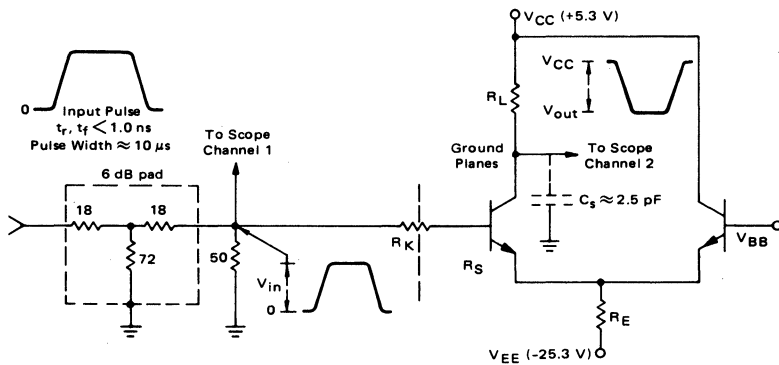 V_CC (+5.3 V)
0
Input Pulse
t_r, t_f < 1.0 ns
Pulse Width ≈ 10 μs
6 dB pad
18
18
72
50
To Scope
Channel 1
V_in
0
R_K
Ground
Planes
R_L
V_CC
V_out
To Scope
Channel 2
C_s ≈ 2.5 pF
R_S
V_BB
R_E
V_EE (-25.3 V)